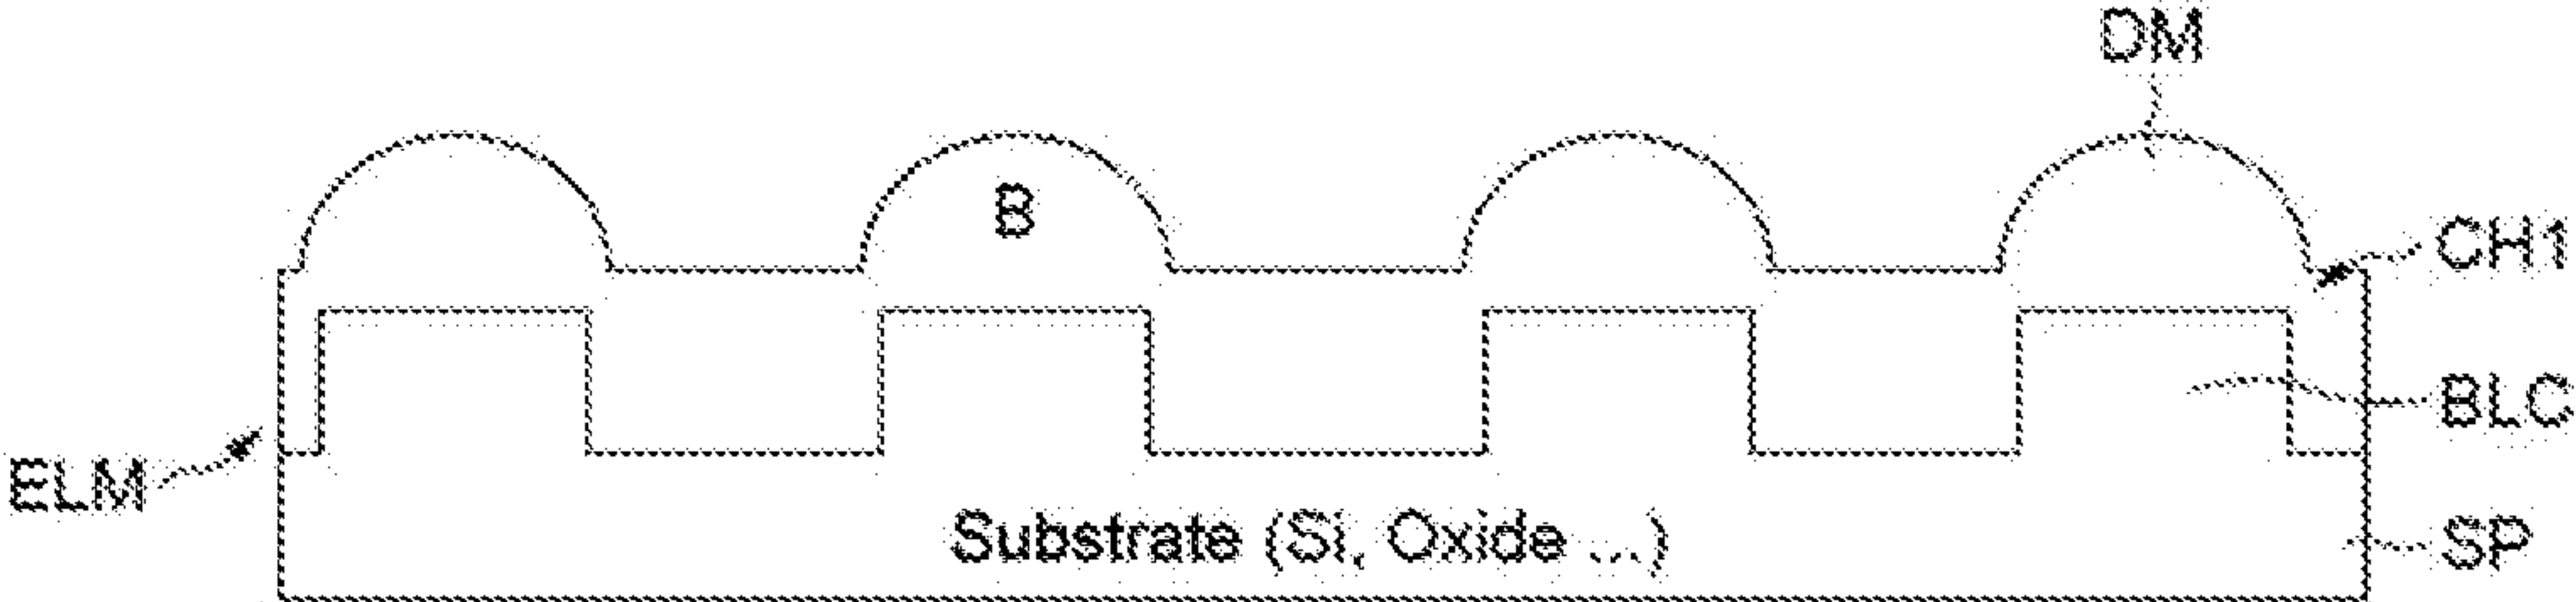 DM
B
CH1
BLC
ELM
Substrate (Si, Oxide ...)
SP